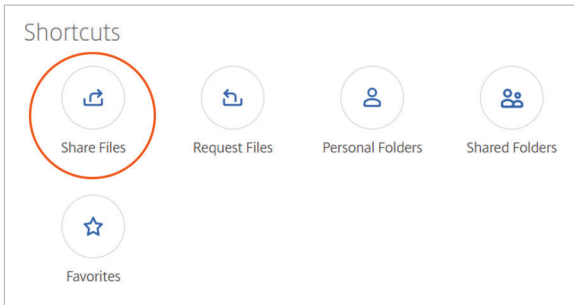 Shortcuts
Share Files
Request Files
Personal Folders
Shared Folders
Favorites